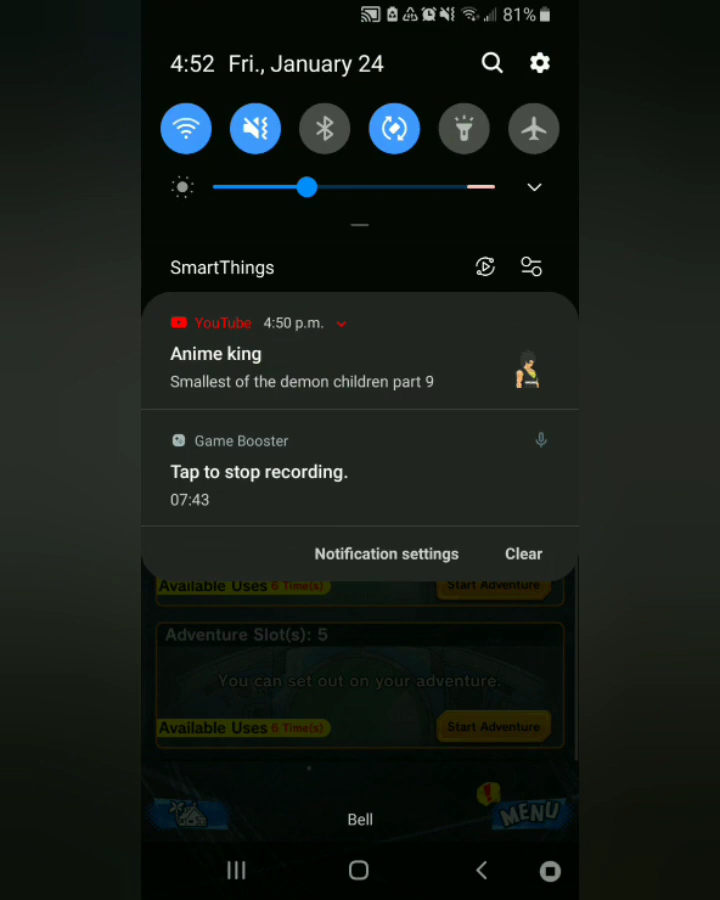 81%
4:52 Fri., January 24
SmartThings
YouTube 4:50 p.m.
Anime king
Smallest of the demon children part 9
Game Booster
Tap to stop recording.
07:43
Notification settings Clear
Available Uses 6 Time(s) Start Adventure
Adventure Slot(s): 5
You can set out on your adventure.
Available Uses 6 Time(s) Start Adventure
Bell
MENU